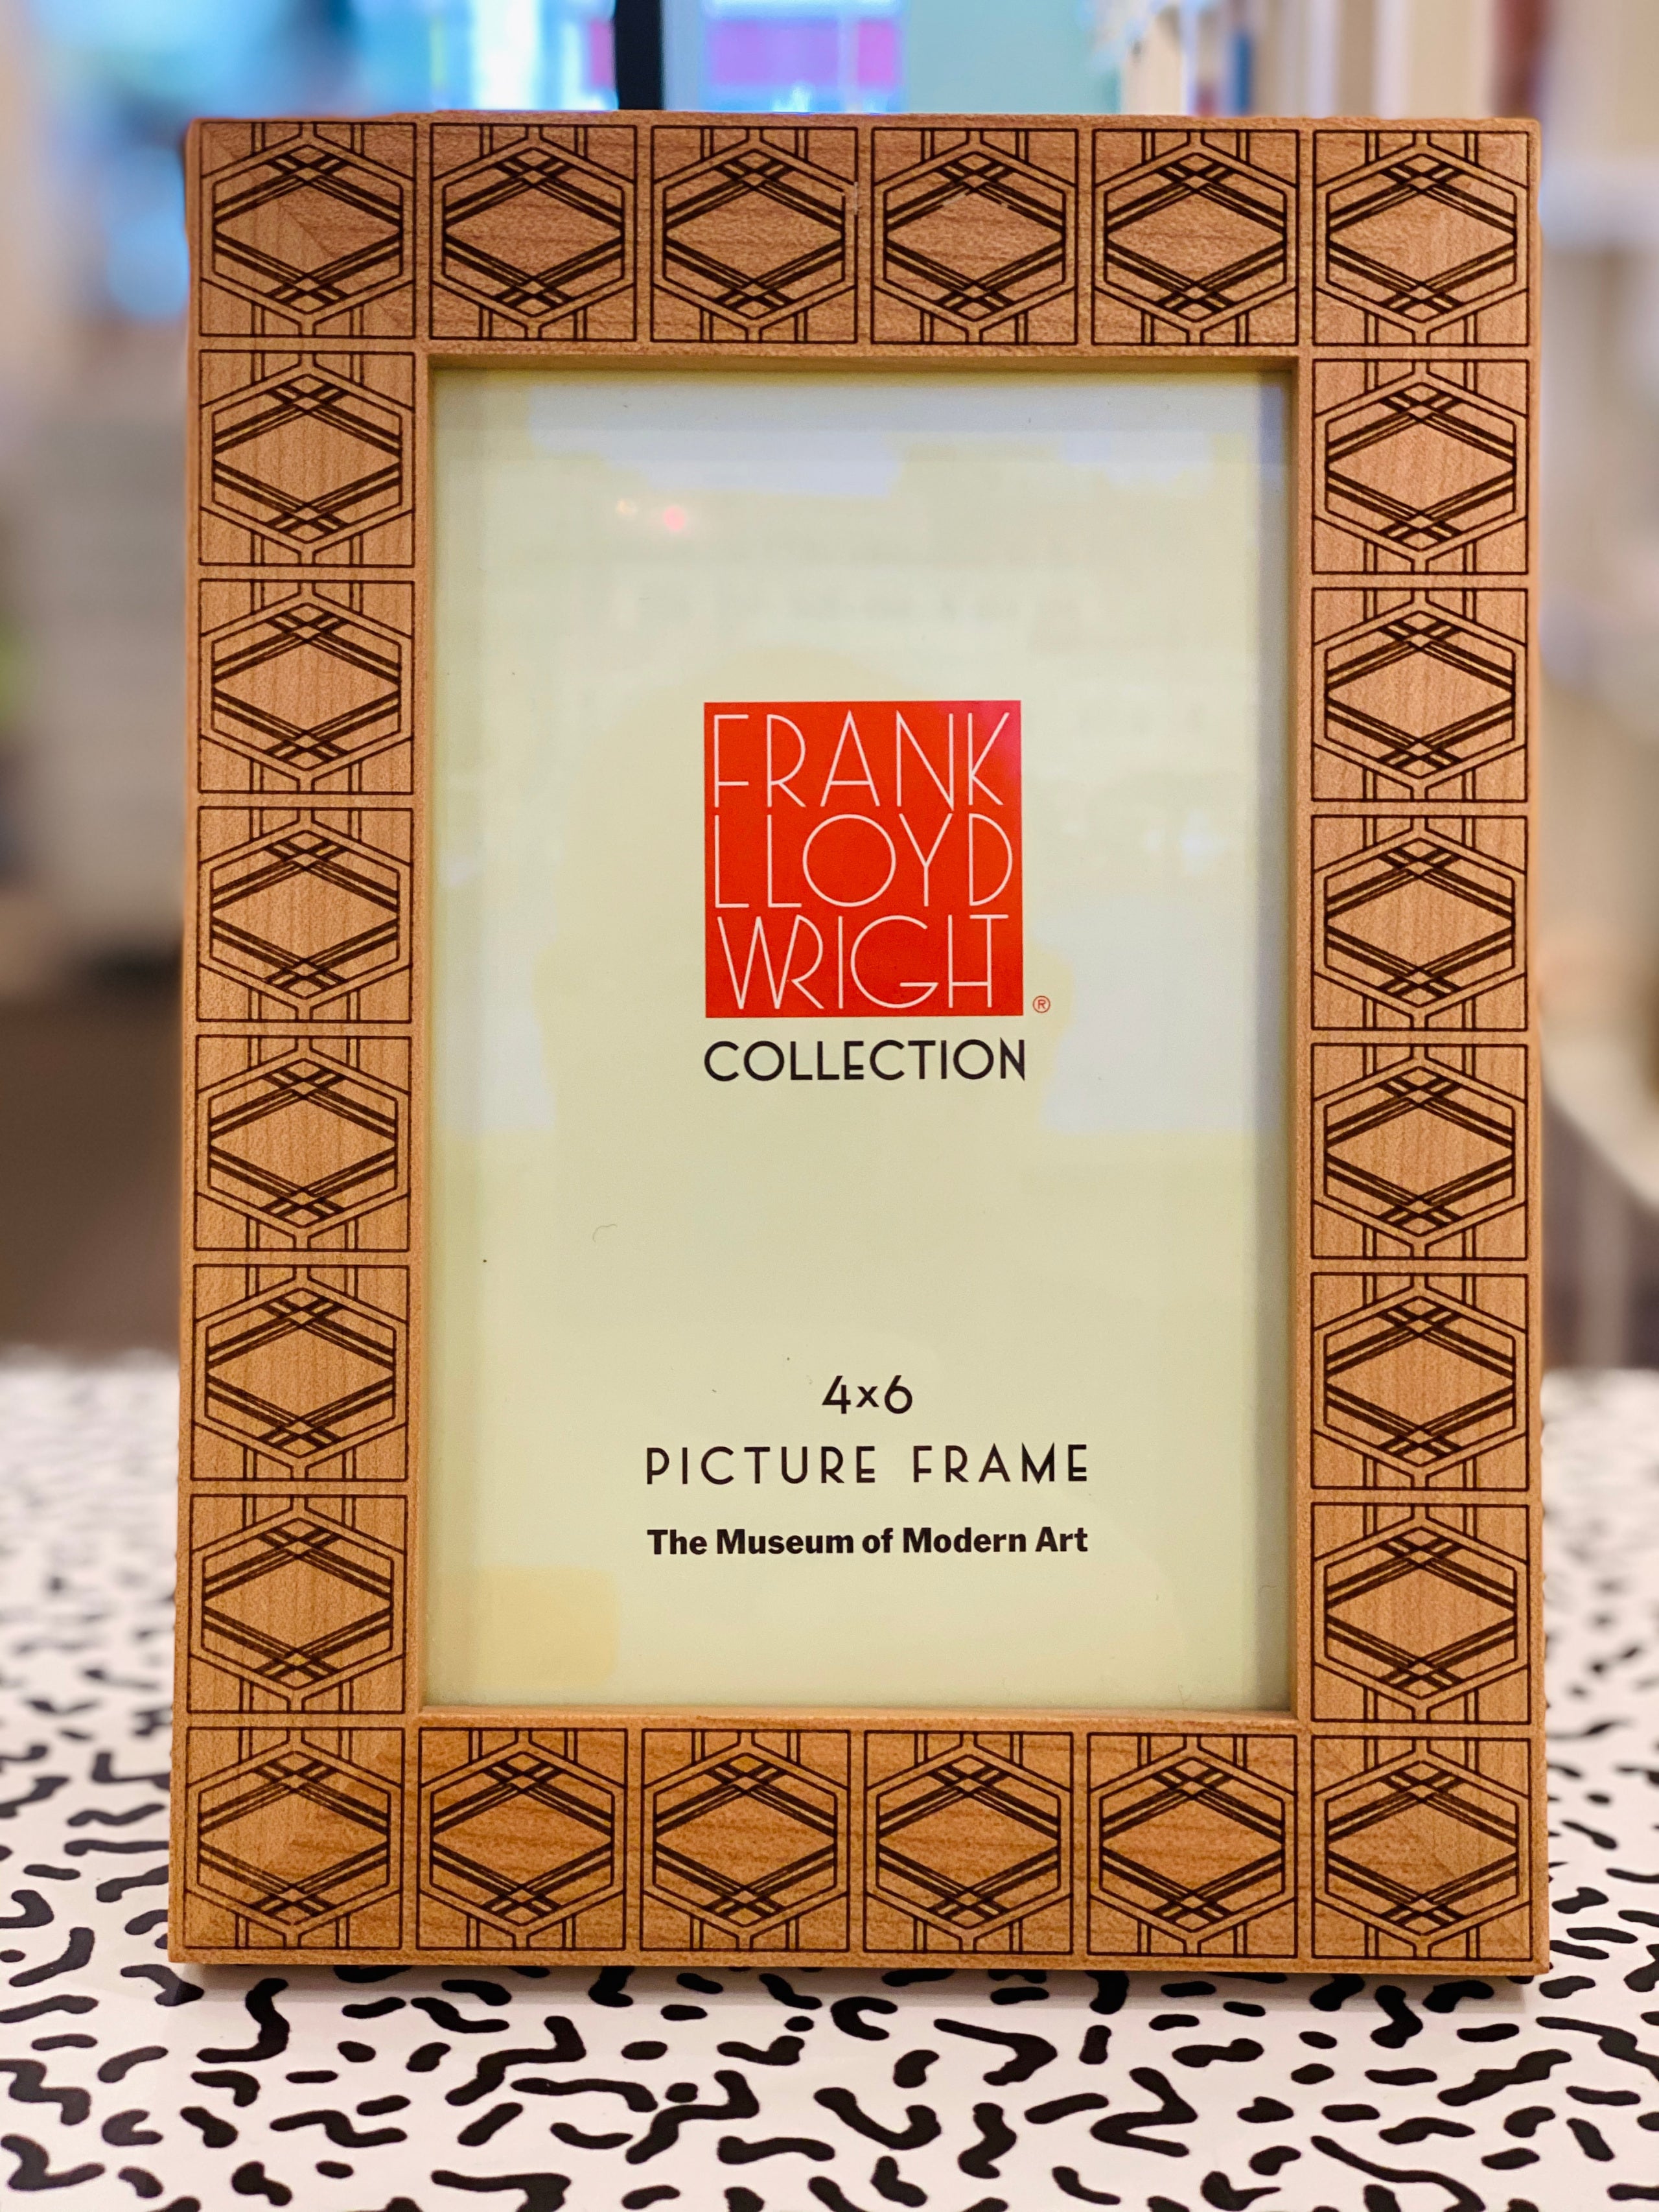 FRANK
LLOYD
WRIGHT®
COLLECTION
4x6
PICTURE FRAME
The Museum of Modern Art